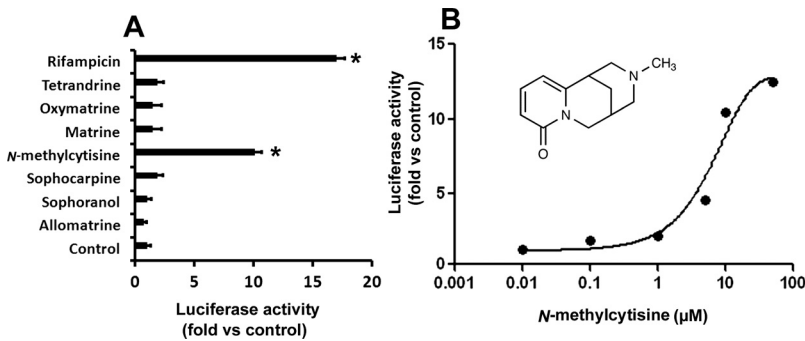 A
Rifampicin
*
Tetrandrine
Oxymatrine
Matrine
N-methylcytisine
*
Sophocarpine
Sophoranol
Allomatrine
Control
0 5 10 15 20
Luciferase activity
(fold vs control)
B
Luciferase activity
(fold vs control)
15
10
5
0
N
CH3
N
O
0.001 0.01 0.1 1 10 100
N-methylcytisine (µM)